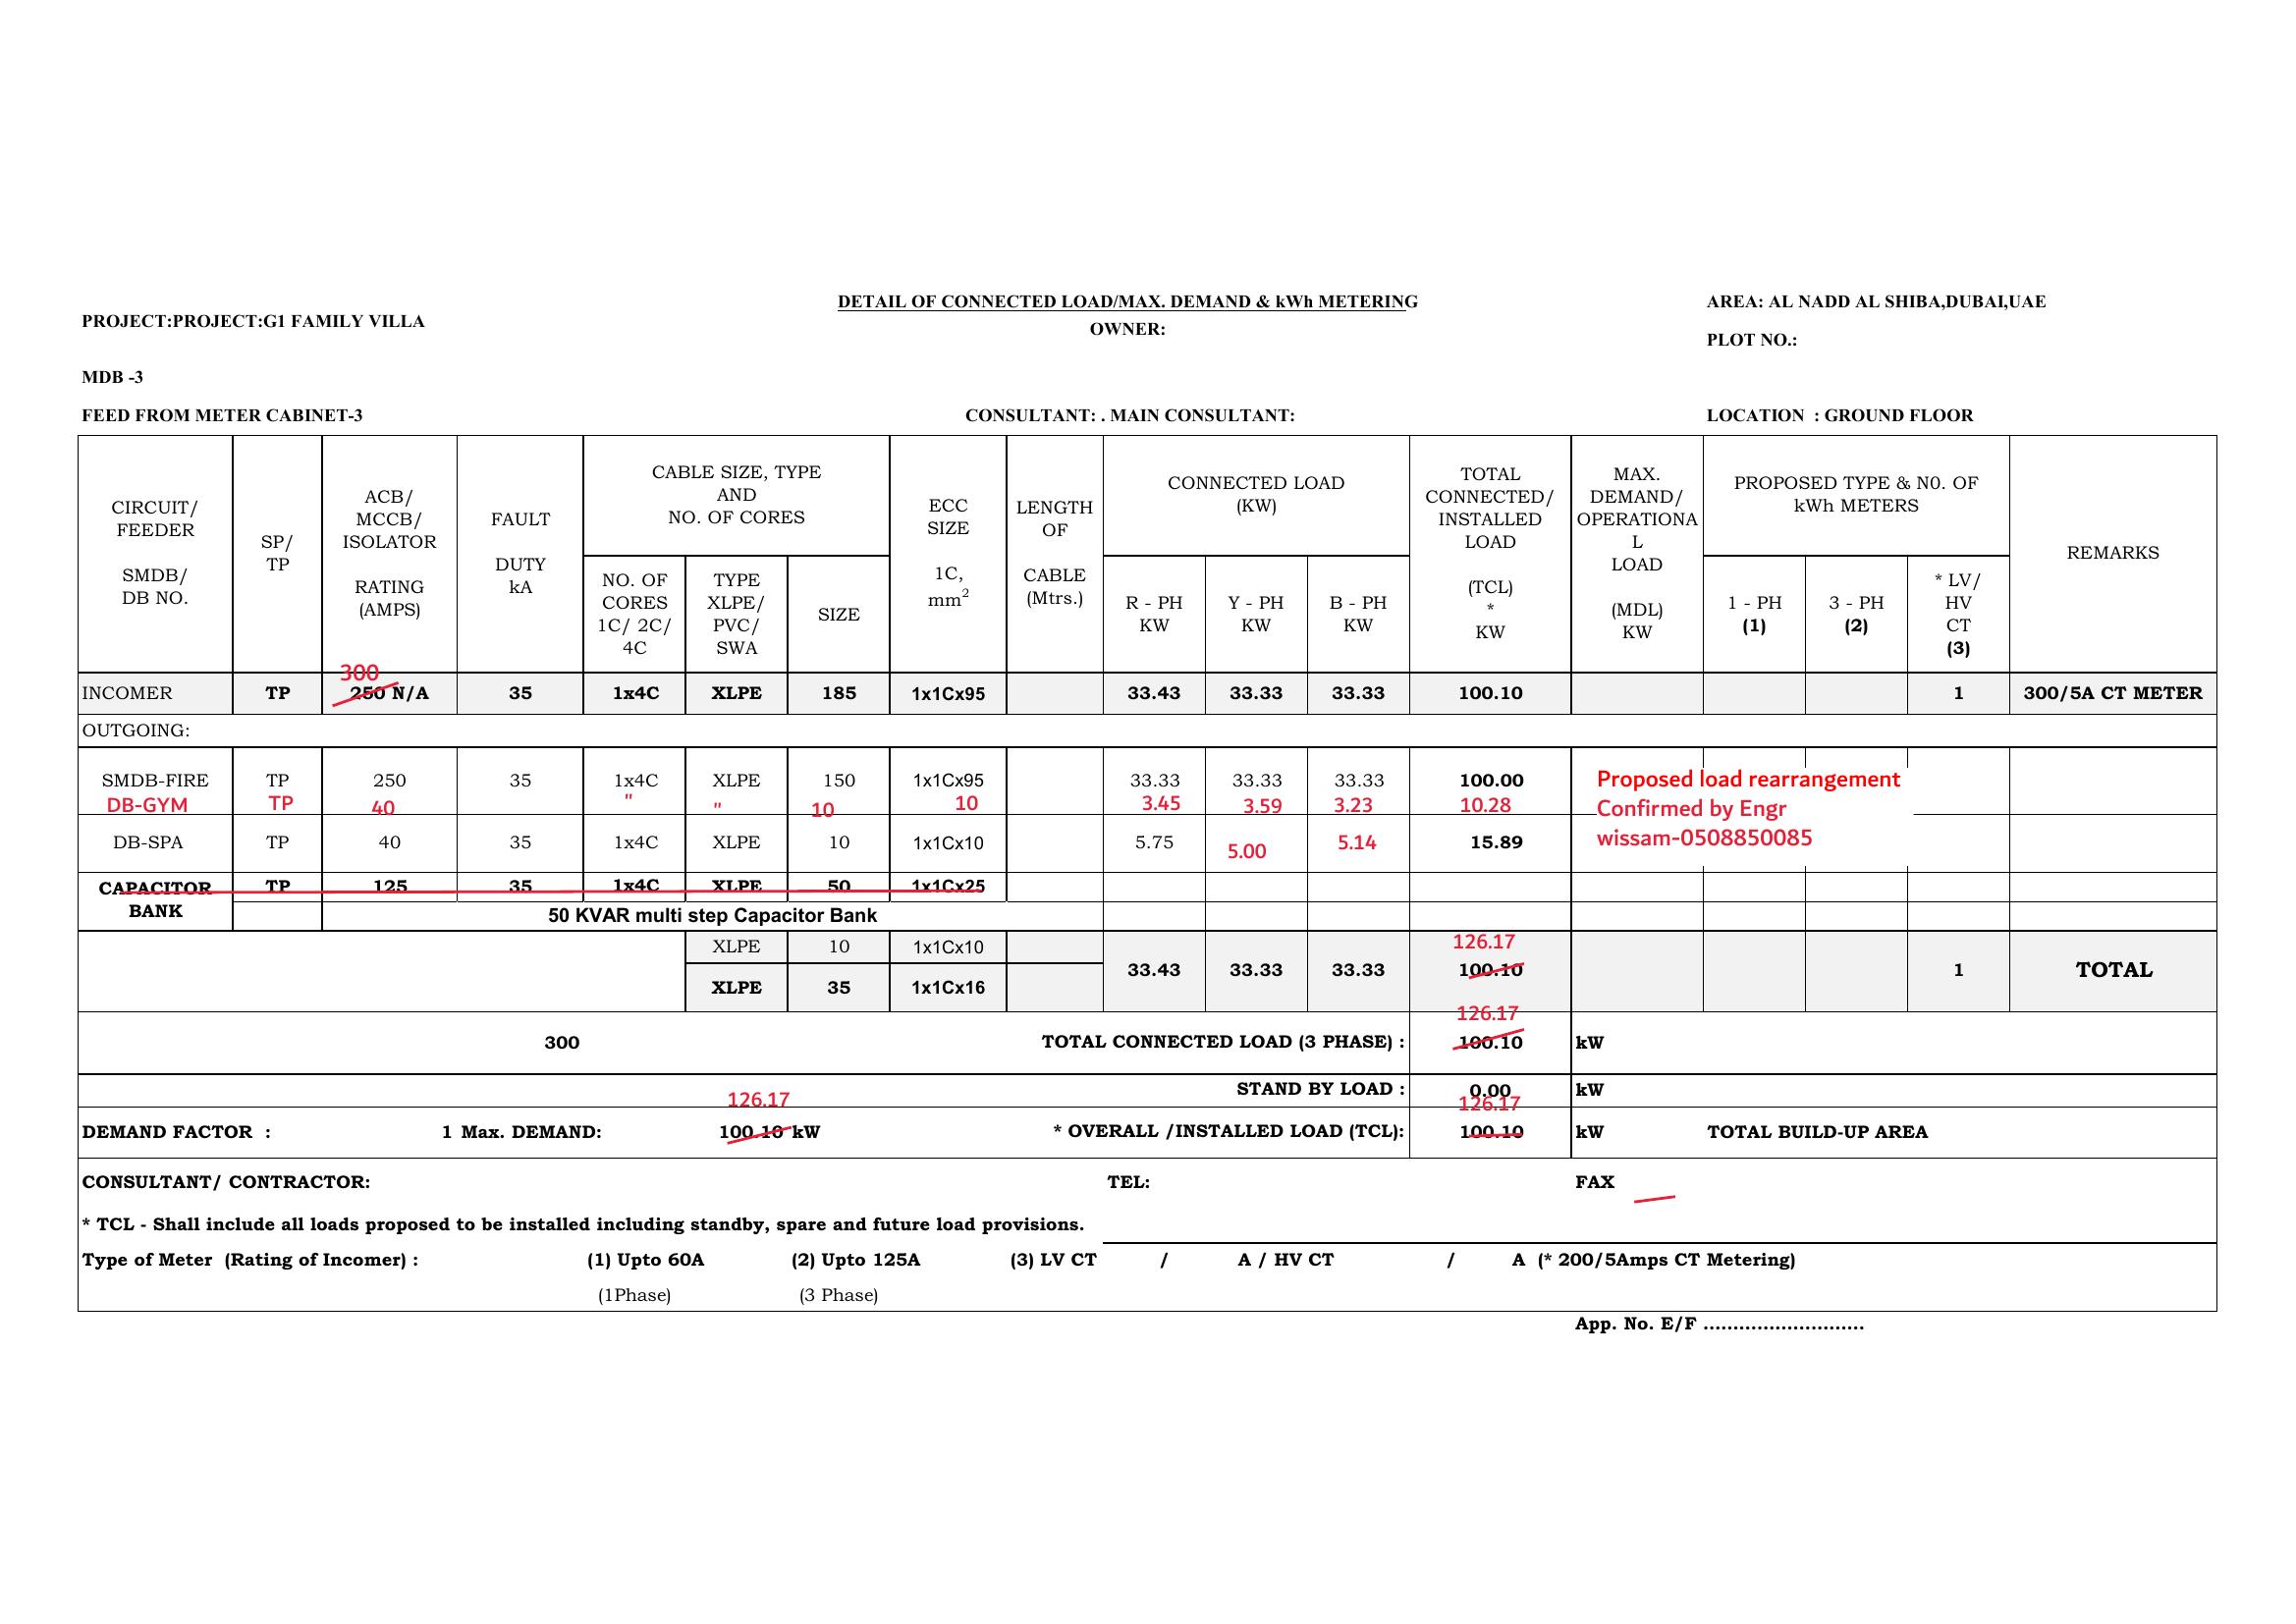 DETAIL OF CONNECTED LOAD/MAX. DEMAND & kWh METERING
AREA: AL NADD AL SHIBA,DUBAI,UAE
PROJECT:PROJECT:G1 FAMILY VILLA
OWNER:
PLOT NO.:
MDB -3
FEED FROM METER CABINET-3
CONSULTANT: . MAIN CONSULTANT:
LOCATION : GROUND FLOOR
CIRCUIT/
FEEDER
SMDB/
DB NO.
SP/
TP
ACB/
MCCB/
ISOLATOR
RATING
(AMPS)
FAULT
DUTY
kA
CABLE SIZE, TYPE
AND
NO. OF CORES
NO. OF
CORES
1C/ 2C/
4C
TYPE
XLPE/
PVC/
SWA
SIZE
ECC
SIZE
1C,
mm2
LENGTH
OF
CABLE
(Mtrs.)
CONNECTED LOAD
(KW)
R - PH
KW
Y - PH
KW
B - PH
KW
TOTAL
CONNECTED/
INSTALLED
LOAD
(TCL)
*
KW
MAX.
DEMAND/
OPERATIONA
L
LOAD
(MDL)
KW
PROPOSED TYPE & N0. OF
kWh METERS
1 - PH
(1)
3 - PH
(2)
* LV/
HV
CT
(3)
REMARKS
300
INCOMER TP 250 N/A 35 1x4C XLPE 185 1x1Cx95 33.43 33.33 33.33 100.10 1 300/5A CT METER
OUTGOING:
SMDB-FIRE TP 250 35 1x4C XLPE 150 1x1Cx95 33.33 33.33 33.33 100.00
Proposed load rearrangement
DB-GYM TP 40 " " 10 10 3.45 3.59 3.23 10.28
Confirmed by Engr
wissam-0508850085
DB-SPA TP 40 35 1x4C XLPE 10 1x1Cx10 5.75 5.00 5.14 15.89
CAPACITOR TP 125 35 1x4C XLPE 50 1x1Cx25
BANK 50 KVAR multi step Capacitor Bank
XLPE 10 1x1Cx10 126.17
33.43 33.33 33.33 100.10 1 TOTAL
XLPE 35 1x1Cx16
126.17
300 TOTAL CONNECTED LOAD (3 PHASE) : 100.10 kW
STAND BY LOAD : 0.00 kW
126.17 126.17
DEMAND FACTOR : 1 Max. DEMAND: 100.10 kW * OVERALL /INSTALLED LOAD (TCL): 100.10 kW TOTAL BUILD-UP AREA
CONSULTANT/ CONTRACTOR: TEL: FAX
* TCL - Shall include all loads proposed to be installed including standby, spare and future load provisions.
Type of Meter (Rating of Incomer) : (1) Upto 60A (2) Upto 125A (3) LV CT / A / HV CT / A (* 200/5Amps CT Metering)
(1Phase) (3 Phase)
App. No. E/F ...........................